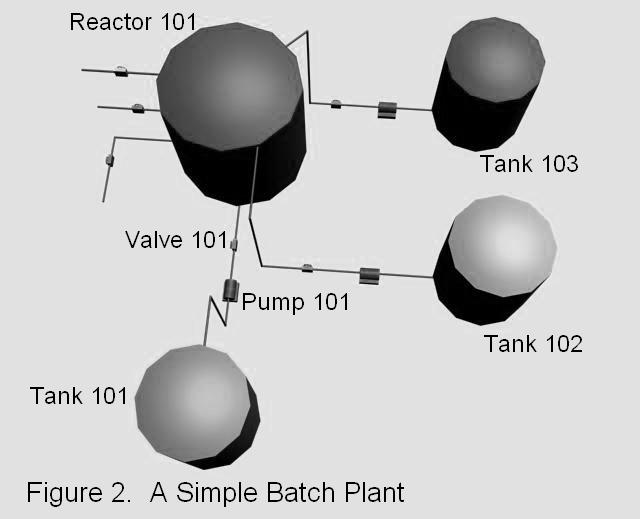 Reactor 101
Tank 103
Valve 101
Pump 101
Tank 102
Tank 101
Figure 2.  A Simple Batch Plant